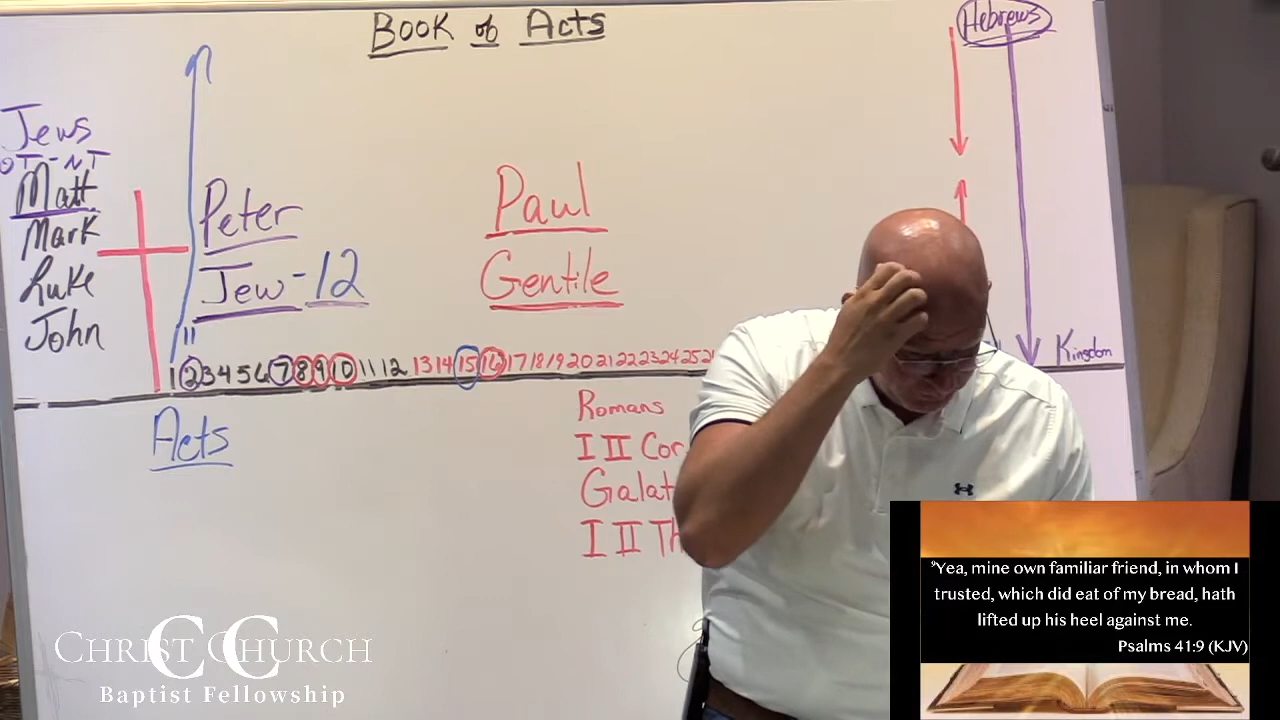 Book of Acts
Hebrews
Jews
OT-NT
Matt
Mark
Luke
John
Peter
Jew-12
Paul
Gentile
Kingdom
1 2 3 4 5 6 7 8 9 10 11 12 13 14 15 16 17 18 19 20 21 22 23 24 25
Acts
Romans
I II Cor
Galat
I II Th
⁹Yea, mine own familiar friend, in whom I
trusted, which did eat of my bread, hath
lifted up his heel against me.
Psalms 41:9 (KJV)
CC
CHRIST CHURCH
Baptist Fellowship